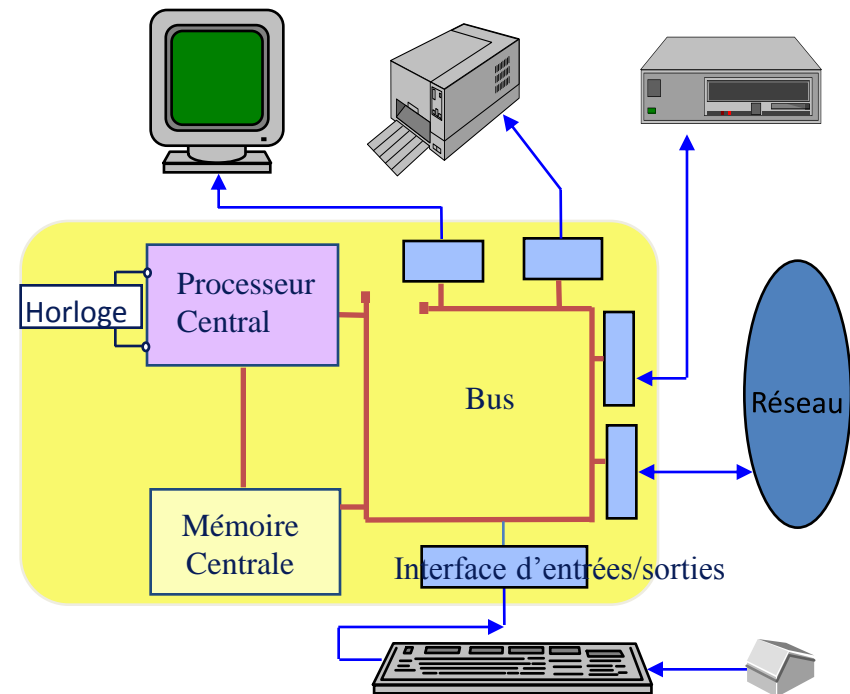 Processeur
Central
Horloge
Bus
Réseau
Mémoire
Centrale
Interface d’entrées/sorties